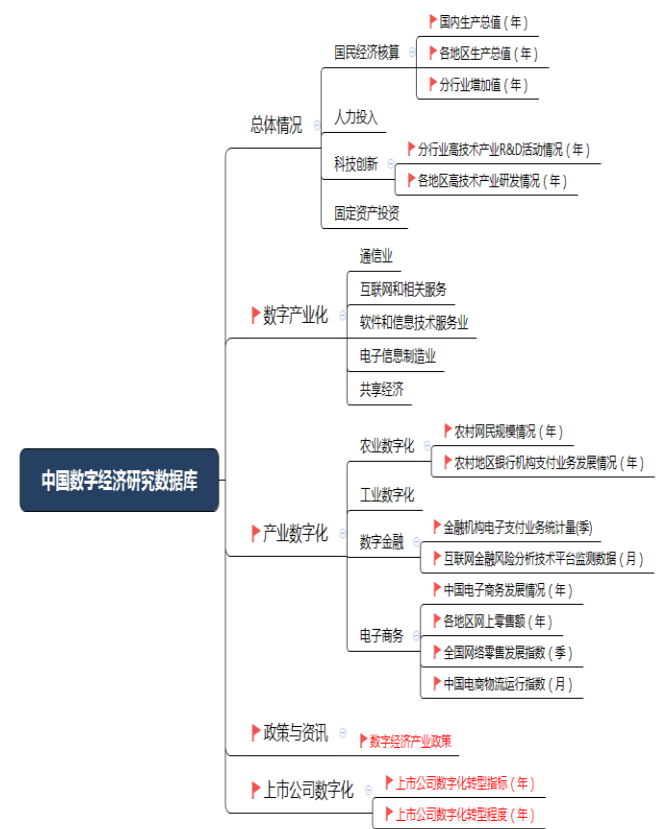 国内生产总值（年）
国民经济核算
各地区生产总值（年）
分行业增加值（年）
总体情况
人力投入
分行业高技术产业R&D活动情况（年）
科技创新
各地区高技术产业研发情况（年）
固定资产投资
通信业
互联网和相关服务
数字产业化
软件和信息技术服务业
电子信息制造业
共享经济
中国数字经济研究数据库
农村网民规模情况（年）
农业数字化
农村地区银行机构支付业务发展情况（年）
工业数字化
产业数字化
金融机构电子支付业务统计量(季)
数字金融
互联网金融风险分析技术平台监测数据（月）
中国电子商务发展情况（年）
各地区网上零售额（年）
电子商务
全国网络零售发展指数（季）
中国电商物流运行指数（月）
政策与资讯
数字经济产业政策
上市公司数字化
上市公司数字化转型指标（年）
上市公司数字化转型程度（年）